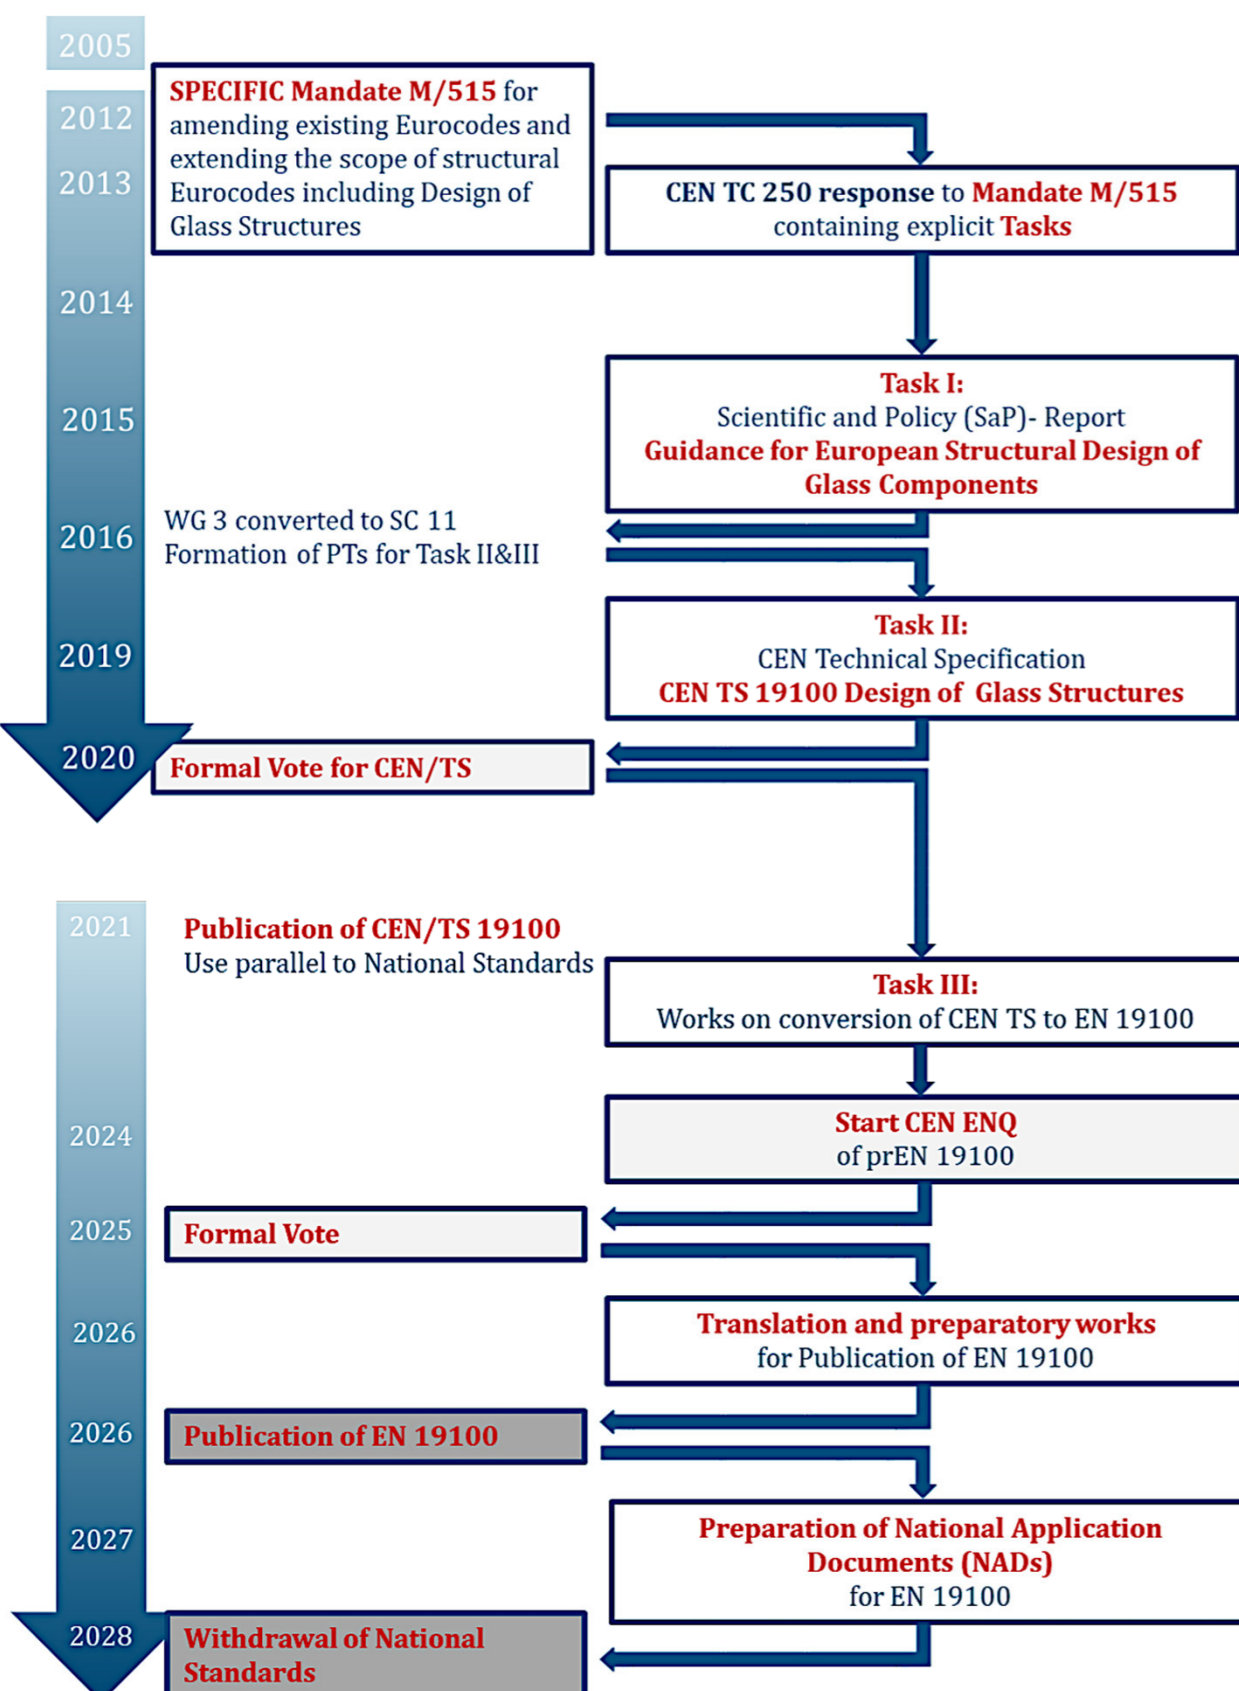 2005
2012
SPECIFIC Mandate M/515 for
amending existing Eurocodes and
extending the scope of structural
Eurocodes including Design of
Glass Structures
2013
CEN TC 250 response to Mandate M/515
containing explicit Tasks
2014
2015
Task I:
Scientific and Policy (SaP)- Report
Guidance for European Structural Design of
Glass Components
2016
WG 3 converted to SC 11
Formation of PTs for Task II&III
2019
Task II:
CEN Technical Specification
CEN TS 19100 Design of Glass Structures
2020
Formal Vote for CEN/TS
2021
Publication of CEN/TS 19100
Use parallel to National Standards
Task III:
Works on conversion of CEN TS to EN 19100
2024
Start CEN ENQ
of prEN 19100
2025
Formal Vote
2026
Translation and preparatory works
for Publication of EN 19100
2026
Publication of EN 19100
2027
Preparation of National Application
Documents (NADs)
for EN 19100
2028
Withdrawal of National
Standards